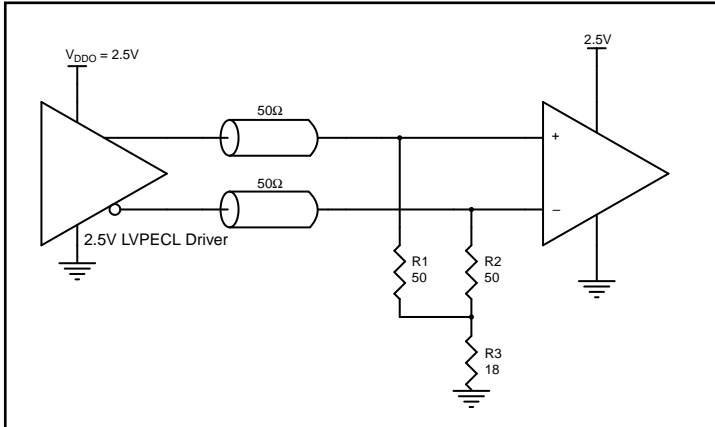 2.5V
V_DDO = 2.5V
50Ω
+
50Ω
–
2.5V LVPECL Driver
R1
50
R2
50
R3
18